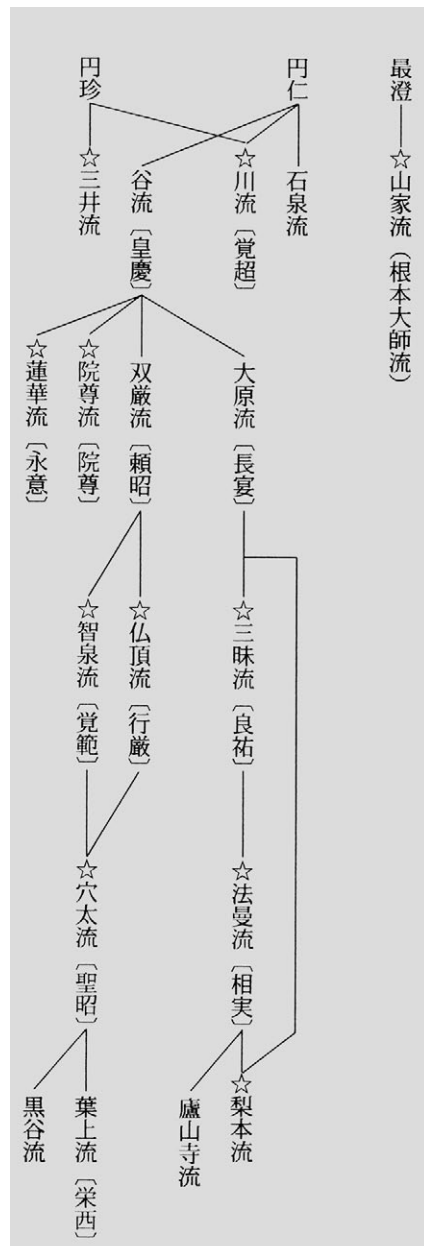 最澄
☆山家流(根本大師流)
円仁
石泉流
☆川流〔覚超〕
谷流〔皇慶〕
円珍
☆三井流
大原流〔長宴〕
双厳流〔頼昭〕
☆院尊流〔院尊〕
☆蓮華流〔永意〕
☆三昧流〔良祐〕
☆仏頂流〔行厳〕
☆智泉流〔覚範〕
☆法曼流〔相実〕
☆穴太流〔聖昭〕
☆梨本流
廬山寺流
葉上流〔栄西〕
黒谷流